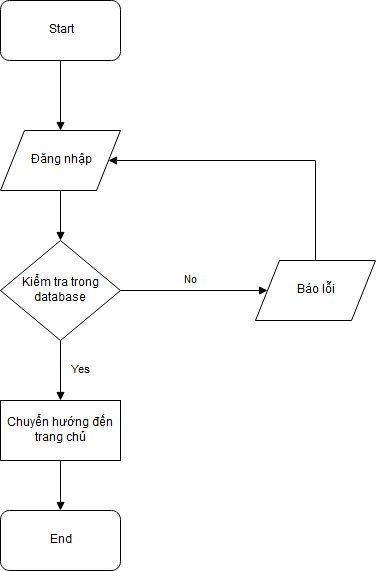 Start
Đăng nhập
Kiểm tra trong
database
No
Báo lỗi
Yes
Chuyển hướng đến
trang chủ
End